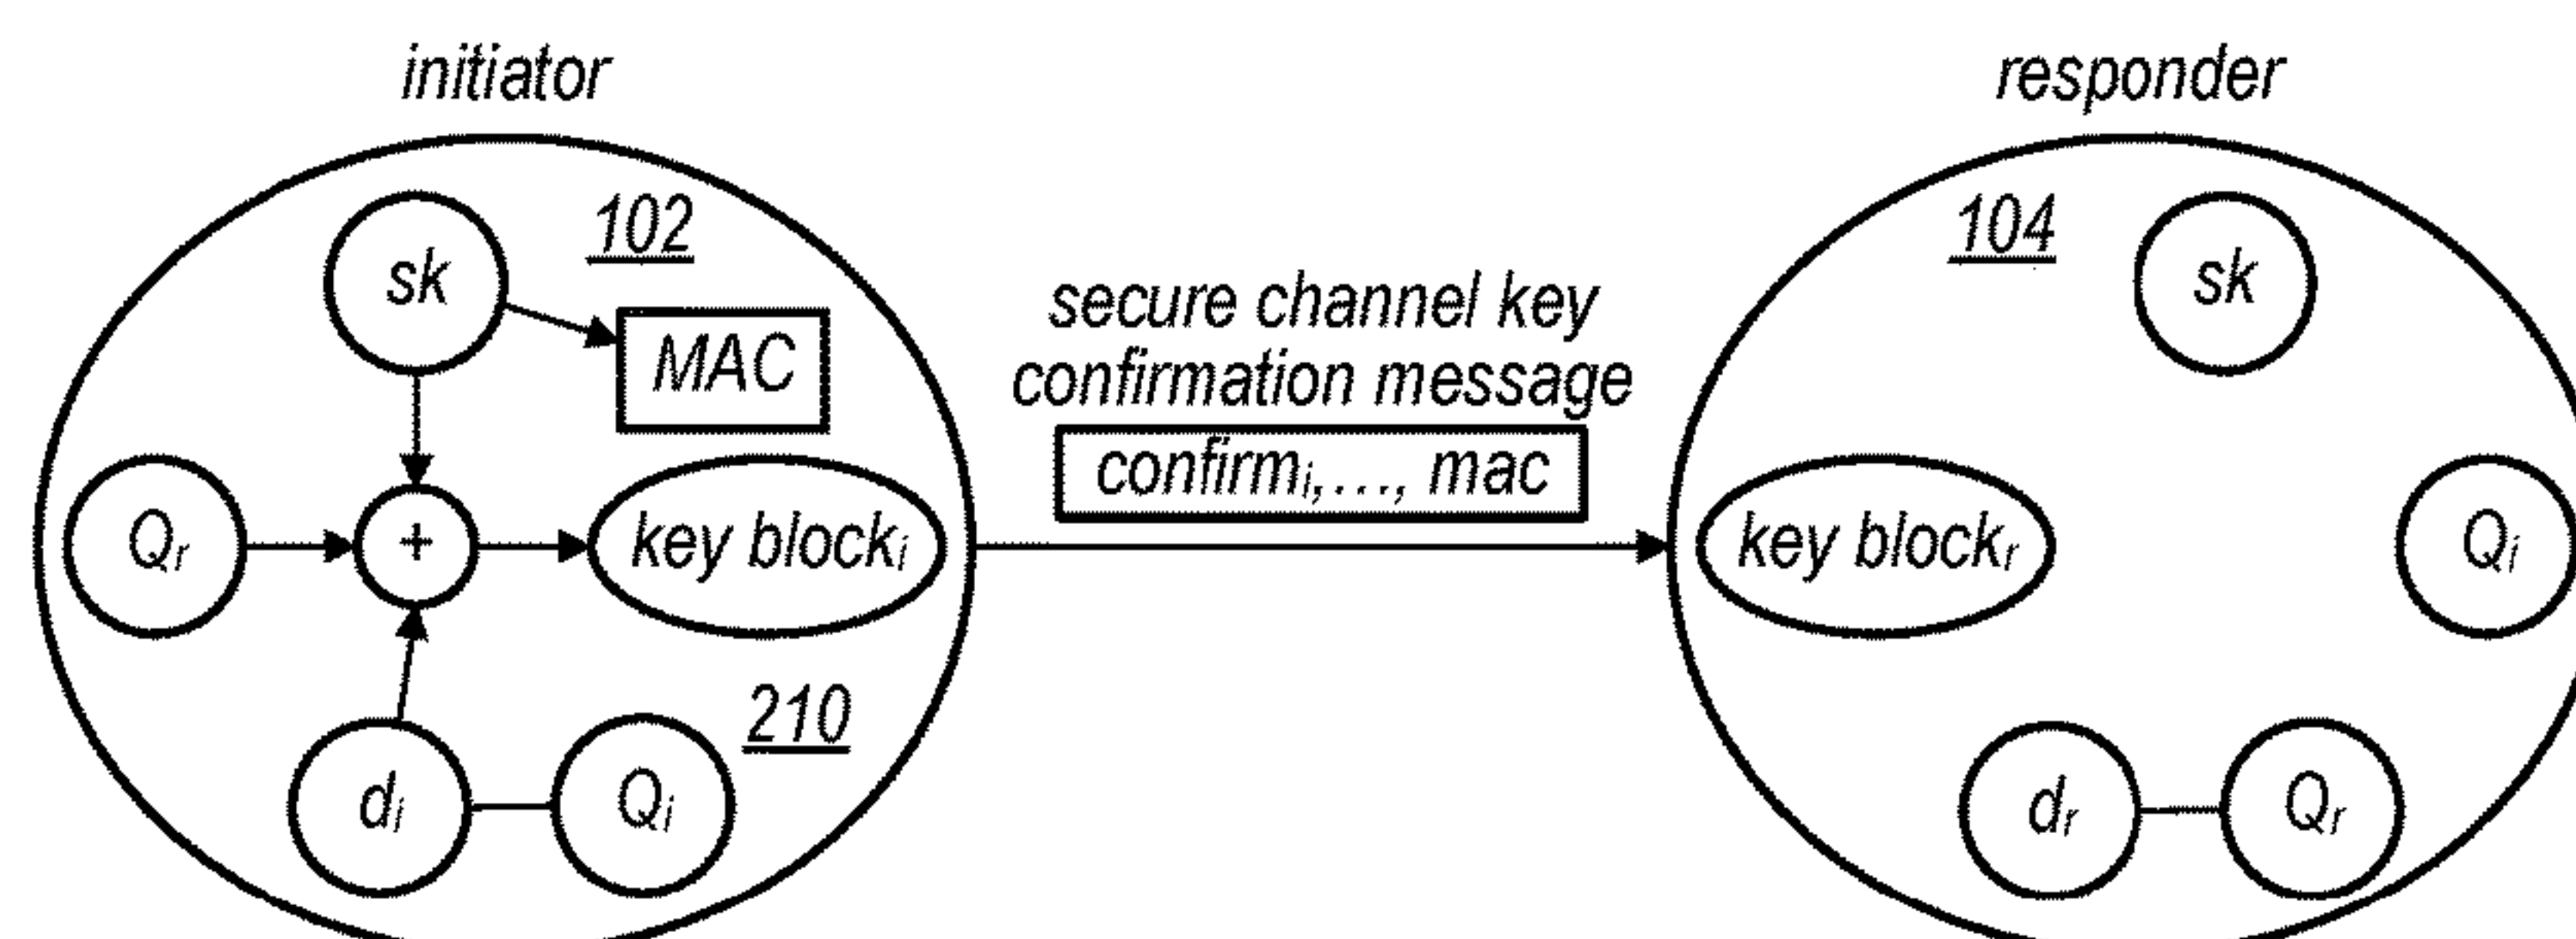 initiator
responder
sk
102
MAC
Qᵣ
+
key blockᵢ
dᵢ
Qᵢ
210
secure channel key
confirmation message
confirmᵢ,..., mac
104
sk
key blockᵣ
Qᵢ
dᵣ
Qᵣ